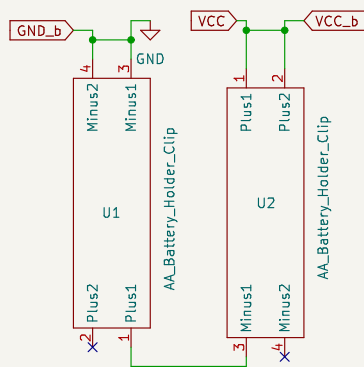 GND_b
VCC
VCC_b
GND
4
3
Minus2
Minus1
1
2
Plus1
Plus2
U1
AA_Battery_Holder_Clip
U2
AA_Battery_Holder_Clip
Plus2
Plus1
2
1
Minus1
Minus2
3
4